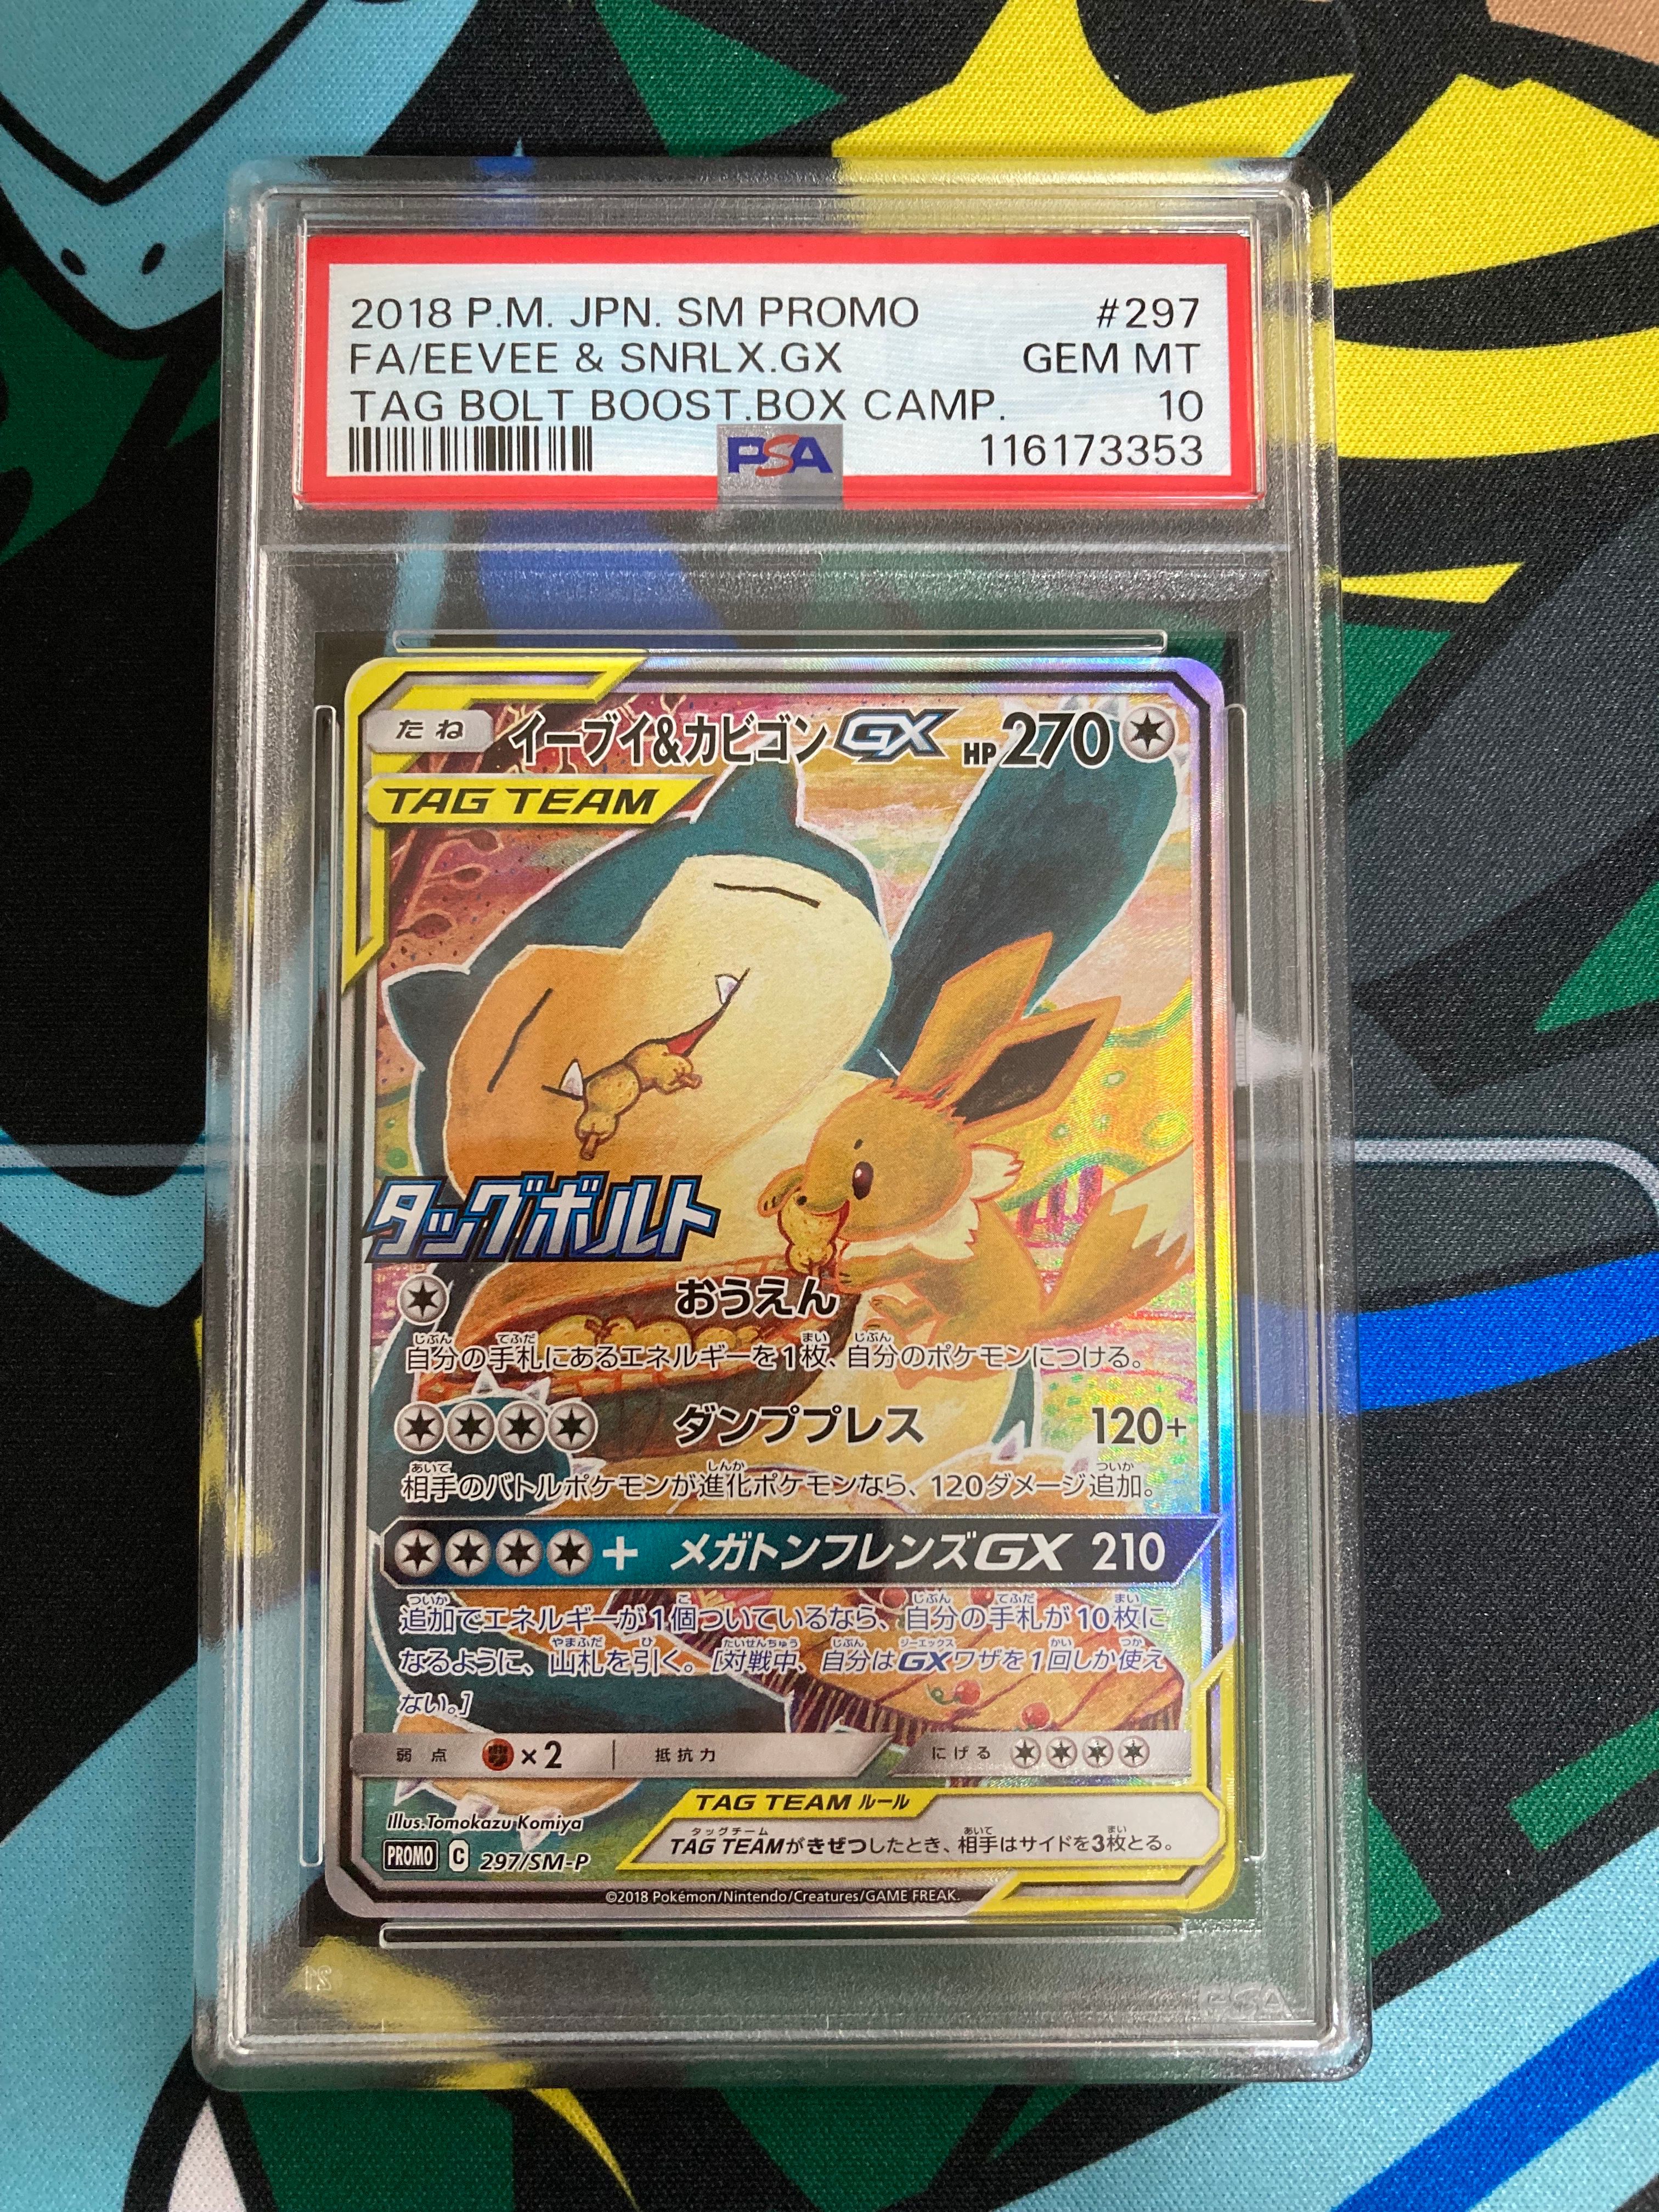 2018 P.M. JPN. SM PROMO #297
FA/EEVEE & SNRLX.GX GEM MT
TAG BOLT BOOST.BOX CAMP. 10
PSA 116173353
たね イーブイ&カビゴンGX HP270
TAG TEAM
タッグボルト
おうえん
自分の手札にあるエネルギーを1枚、自分のポケモンにつける。
ダンププレス 120+
相手のバトルポケモンが進化ポケモンなら、120ダメージ追加。
+ メガトンフレンズGX 210
追加でエネルギーが1個ついているなら、自分の手札が10枚に
なるように、山札を引く。[対戦中、自分はGXワザを1回しか使え
ない。]
弱点 ×2 抵抗力 にげる
TAG TEAM ルール
Illus.Tomokazu Komiya
TAG TEAMがきぜつしたとき、相手はサイドを3枚とる。
PROMO C 297/SM-P
©2018 Pokémon/Nintendo/Creatures/GAME FREAK.
PSA